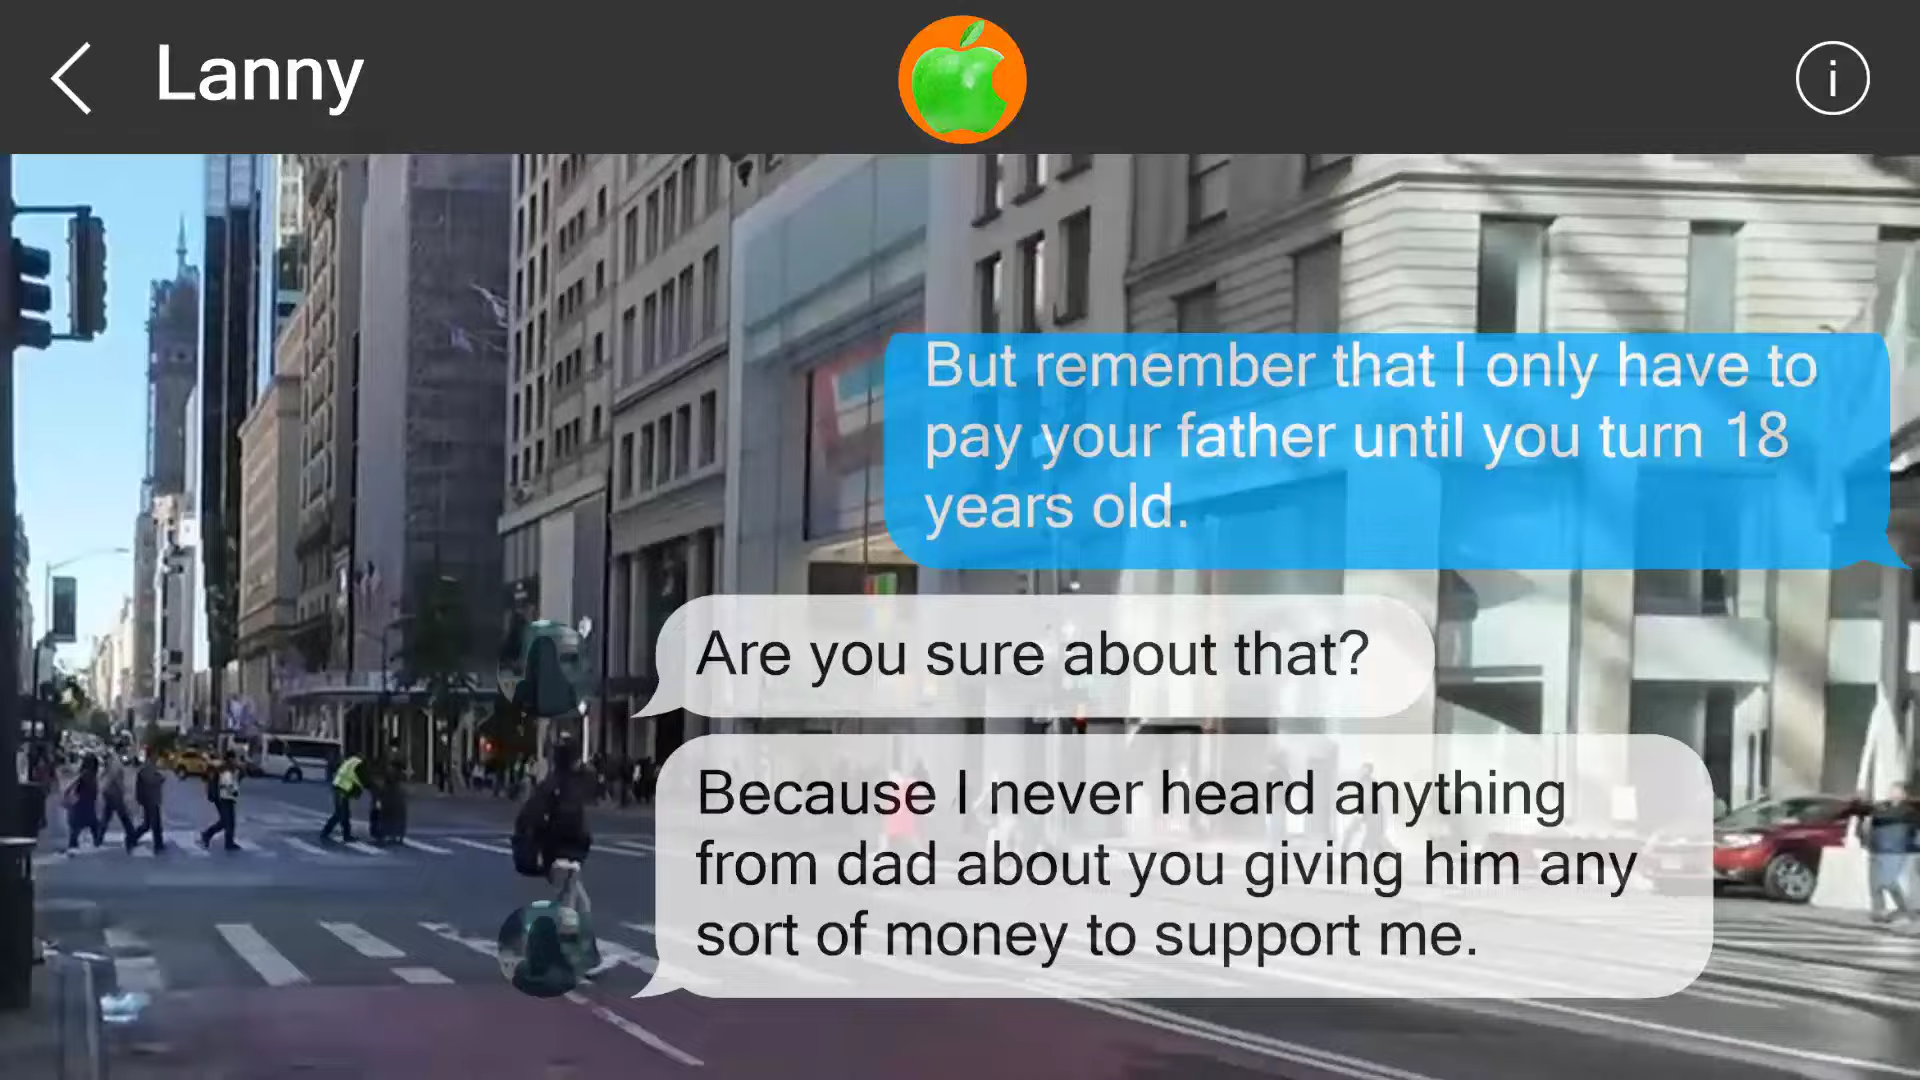 Lanny
But remember that I only have to
pay your father until you turn 18
years old.
Are you sure about that?
Because I never heard anything
from dad about you giving him any
sort of money to support me.